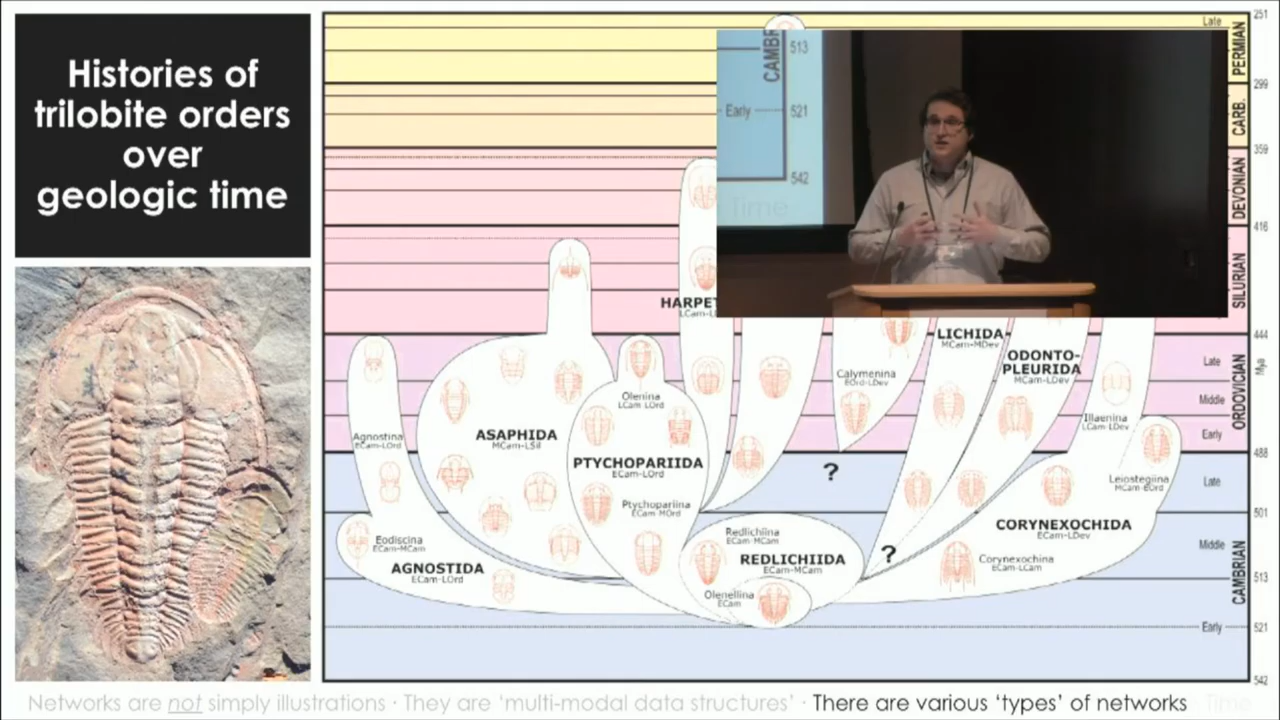 Histories of
trilobite orders
over
geologic time
Late
PERMIAN
251
299
CARB.
359
DEVONIAN
416
SILURIAN
444
Mya
Late
Middle
Early
ORDOVICIAN
488
Late
501
Middle
513
CAMBRIAN
521
Early
542
CAMBR
513
Early
521
542
Time
HARPET
LICHIDA
MCam-MDev
ODONTO-
PLEURIDA
MCam-LDev
Calymenina
EOrd-LDev
Olenina
LCam-LOrd
Illaenina
LCam-LDev
Agnostina
ECam-LOrd
ASAPHIDA
MCam-LSil
PTYCHOPARIIDA
ECam-LOrd
?
Leiostegiina
MCam-EOrd
Ptychopariina
ECam-MOrd
CORYNEXOCHIDA
ECam-LDev
Eodiscina
ECam-MCam
Redlichiina
ECam-MCam
?
REDLICHIIDA
ECam-MCam
Corynexochina
ECam-LCam
AGNOSTIDA
ECam-LOrd
Olenellina
ECam
Networks are not simply illustrations · They are ‘multi-modal data structures’ · There are various ‘types’ of networks Time